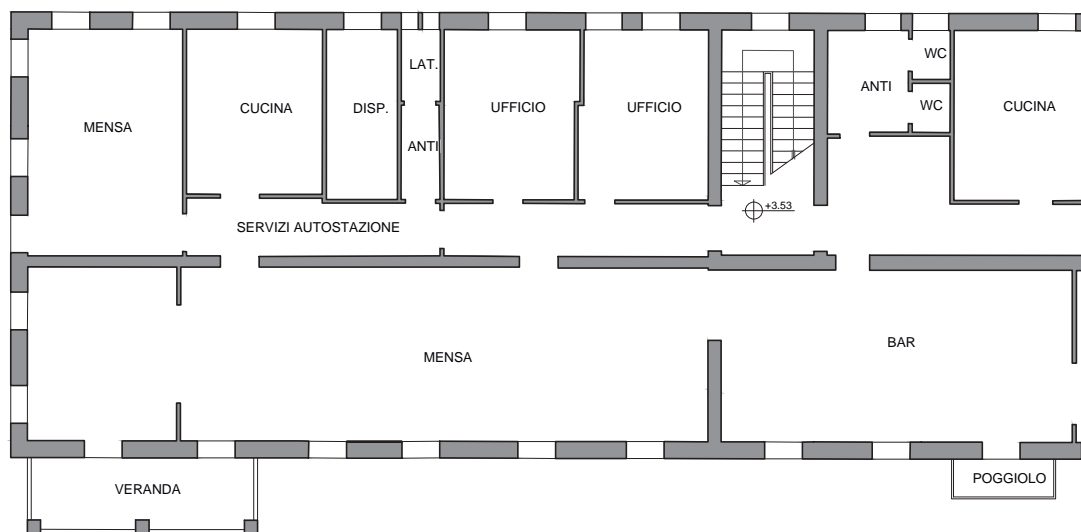 LAT.
WC
ANTI
CUCINA
DISP.
UFFICIO
UFFICIO
WC
CUCINA
MENSA
ANTI
+3.53
SERVIZI AUTOSTAZIONE
BAR
MENSA
POGGIOLO
VERANDA